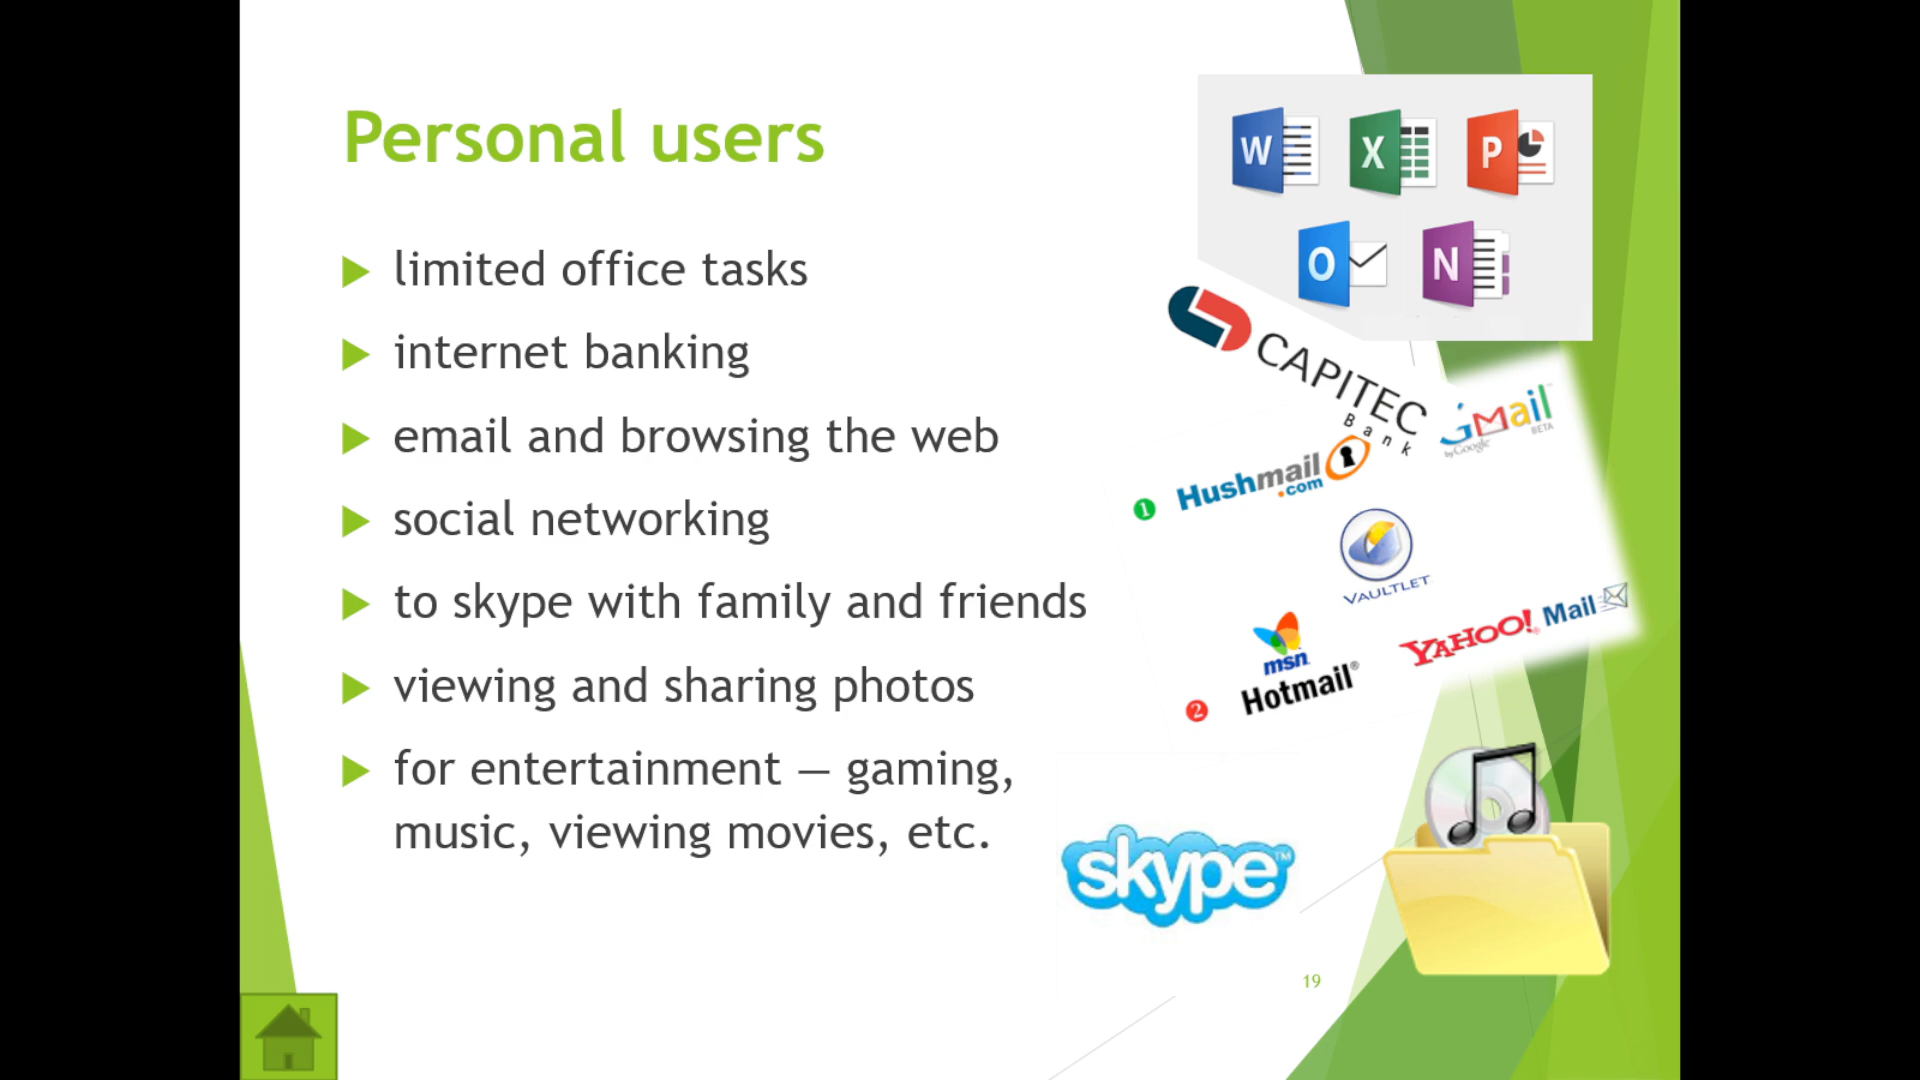 Personal users
limited office tasks
internet banking
email and browsing the web
social networking
to skype with family and friends
viewing and sharing photos
for entertainment — gaming,
music, viewing movies, etc.
W
X
P
O
N
CAPITEC
Bank
GMail
by Google
BETA
1
Hushmail
.com
VAULTLET
YAHOO! Mail
msn
Hotmail®
2
skype™
19